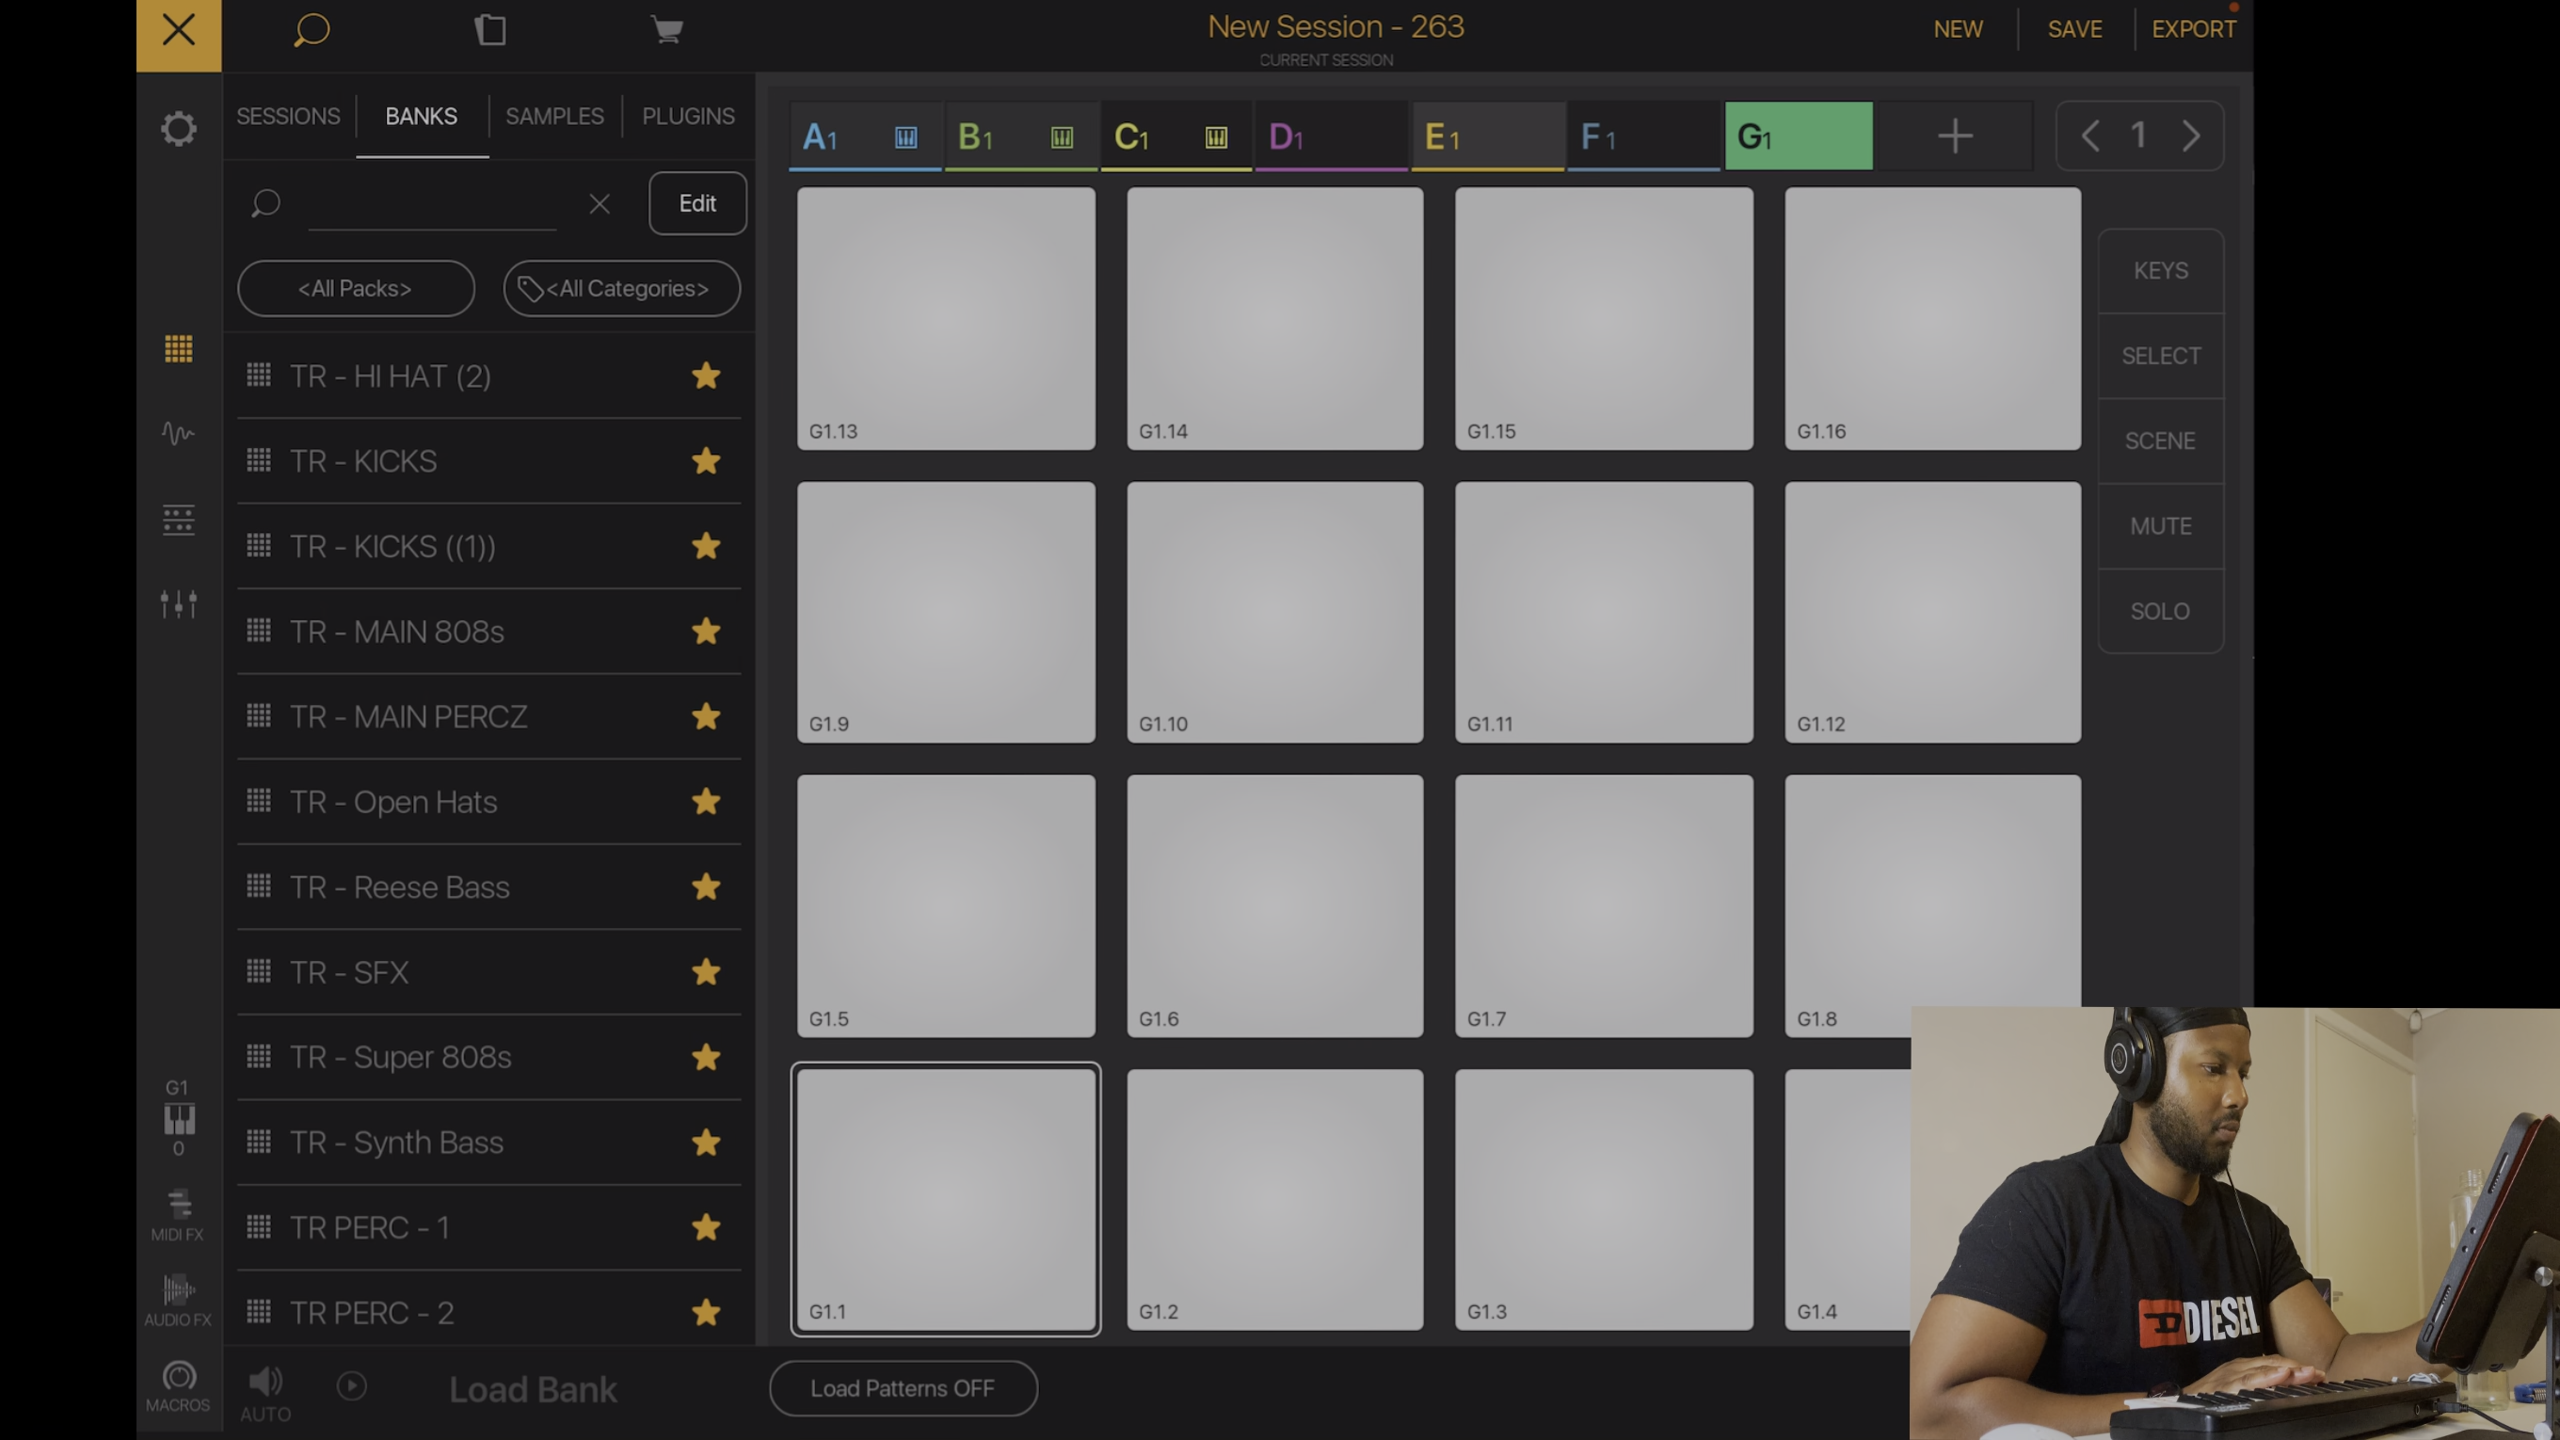 New Session - 263
CURRENT SESSION
NEW
SAVE
EXPORT
SESSIONS
BANKS
SAMPLES
PLUGINS
A1
B1
C1
D1
E1
F1
G1
1
Edit
<All Packs>
<All Categories>
TR - HI HAT (2)
TR - KICKS
TR - KICKS ((1))
TR - MAIN 808s
TR - MAIN PERCZ
TR - Open Hats
TR - Reese Bass
TR - SFX
TR - Super 808s
TR - Synth Bass
TR PERC - 1
TR PERC - 2
G1
0
MIDI FX
AUDIO FX
MACROS
AUTO
Load Bank
Load Patterns OFF
G1.13
G1.14
G1.15
G1.16
G1.9
G1.10
G1.11
G1.12
G1.5
G1.6
G1.7
G1.8
G1.1
G1.2
G1.3
G1.4
KEYS
SELECT
SCENE
MUTE
SOLO
DIESEL